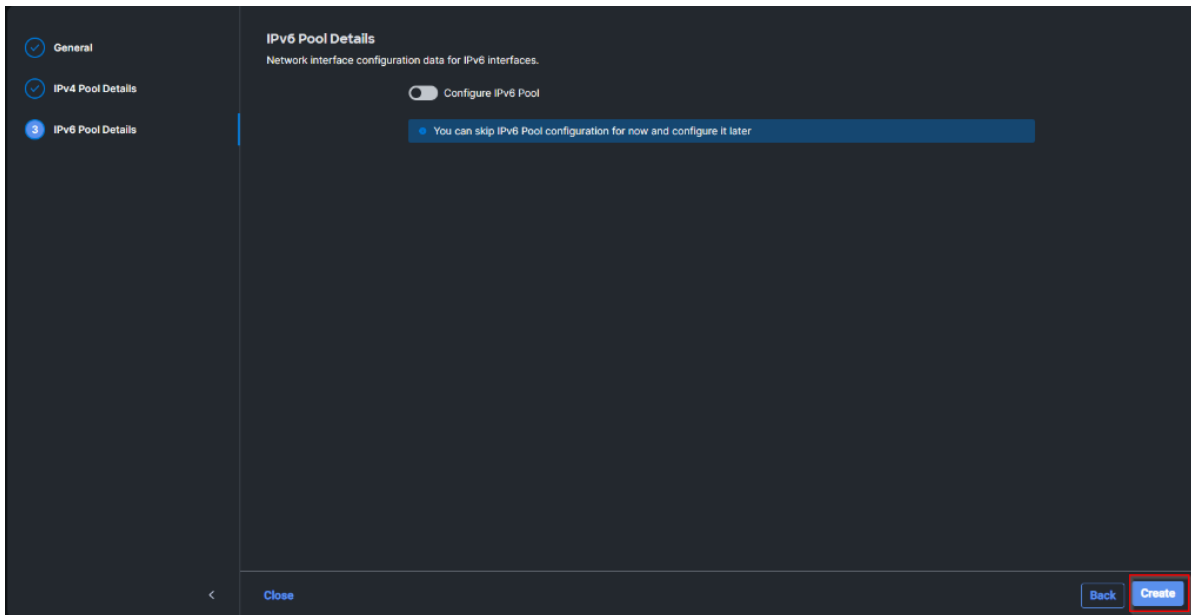 General
IPv4 Pool Details
3 IPv6 Pool Details
IPv6 Pool Details
Network interface configuration data for IPv6 interfaces.
Configure IPv6 Pool
You can skip IPv6 Pool configuration for now and configure it later
Close
Back
Create